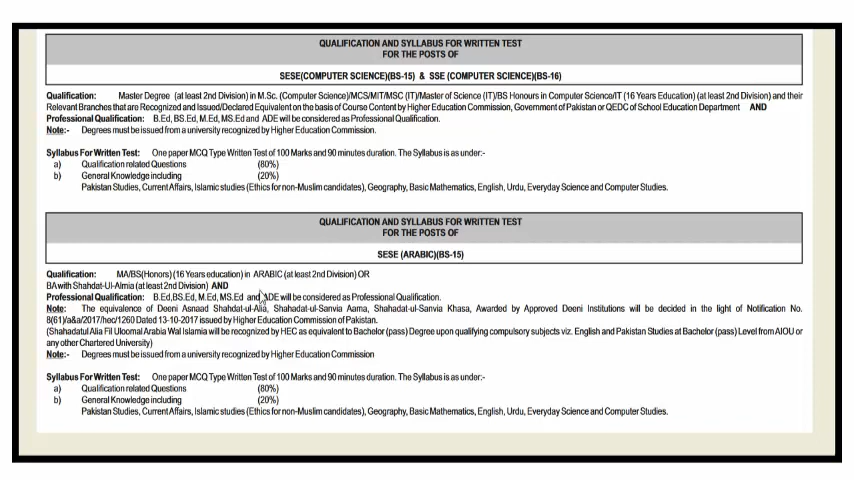 QUALIFICATION AND SYLLABUS FOR WRITTEN TEST
FOR THE POSTS OF
SESE(COMPUTER SCIENCE)(BS-15) & SSE (COMPUTER SCIENCE)(BS-16)
Qualification: Master Degree (at least 2nd Division) in M.Sc. (Computer Science)/MCS/MIT/MSC (IT)/Master of Science (IT)/BS Honours in Computer Science/IT (16 Years Education) (at least 2nd Division) and their
Relevant Branches that are Recognized and Issued/Declared Equivalent on the basis of Course Content by Higher Education Commission, Government of Pakistan or QEDC of School Education Department AND
Professional Qualification: B.Ed, BS.Ed, M.Ed, MS.Ed and ADE will be considered as Professional Qualification.
Note:- Degrees must be issued from a university recognized by Higher Education Commission.
Syllabus For Written Test: One paper MCQ Type Written Test of 100 Marks and 90 minutes duration. The Syllabus is as under:-
a) Qualification related Questions (80%)
b) General Knowledge including (20%)
Pakistan Studies, Current Affairs, Islamic studies (Ethics for non-Muslim candidates), Geography, Basic Mathematics, English, Urdu, Everyday Science and Computer Studies.
QUALIFICATION AND SYLLABUS FOR WRITTEN TEST
FOR THE POSTS OF
SESE (ARABIC)(BS-15)
Qualification: MA/BS(Honors) (16 Years education) in ARABIC (at least 2nd Division) OR
BA with Shahdat-Ul-Almia (at least 2nd Division) AND
Professional Qualification: B.Ed,BS.Ed, M.Ed, MS.Ed and ADE will be considered as Professional Qualification.
Note: The equivalence of Deeni Asnaad Shahdat-ul-Alia, Shahadat-ul-Sanvia Aama, Shahadat-ul-Sanvia Khasa, Awarded by Approved Deeni Institutions will be decided in the light of Notification No.
8(61)/a&a/2017/hec/1260 Dated 13-10-2017 issued by Higher Education Commission of Pakistan.
(Shahadatul Alia Fil Uloomal Arabia Wal Islamia will be recognized by HEC as equivalent to Bachelor (pass) Degree upon qualifying compulsory subjects viz. English and Pakistan Studies at Bachelor (pass) Level from AIOU or
any other Chartered University)
Note:- Degrees must be issued from a university recognized by Higher Education Commission
Syllabus For Written Test: One paper MCQ Type Written Test of 100 Marks and 90 minutes duration. The Syllabus is as under:-
a) Qualification related Questions (80%)
b) General Knowledge including (20%)
Pakistan Studies, Current Affairs, Islamic studies (Ethics for non-Muslim candidates), Geography, Basic Mathematics, English, Urdu, Everyday Science and Computer Studies.